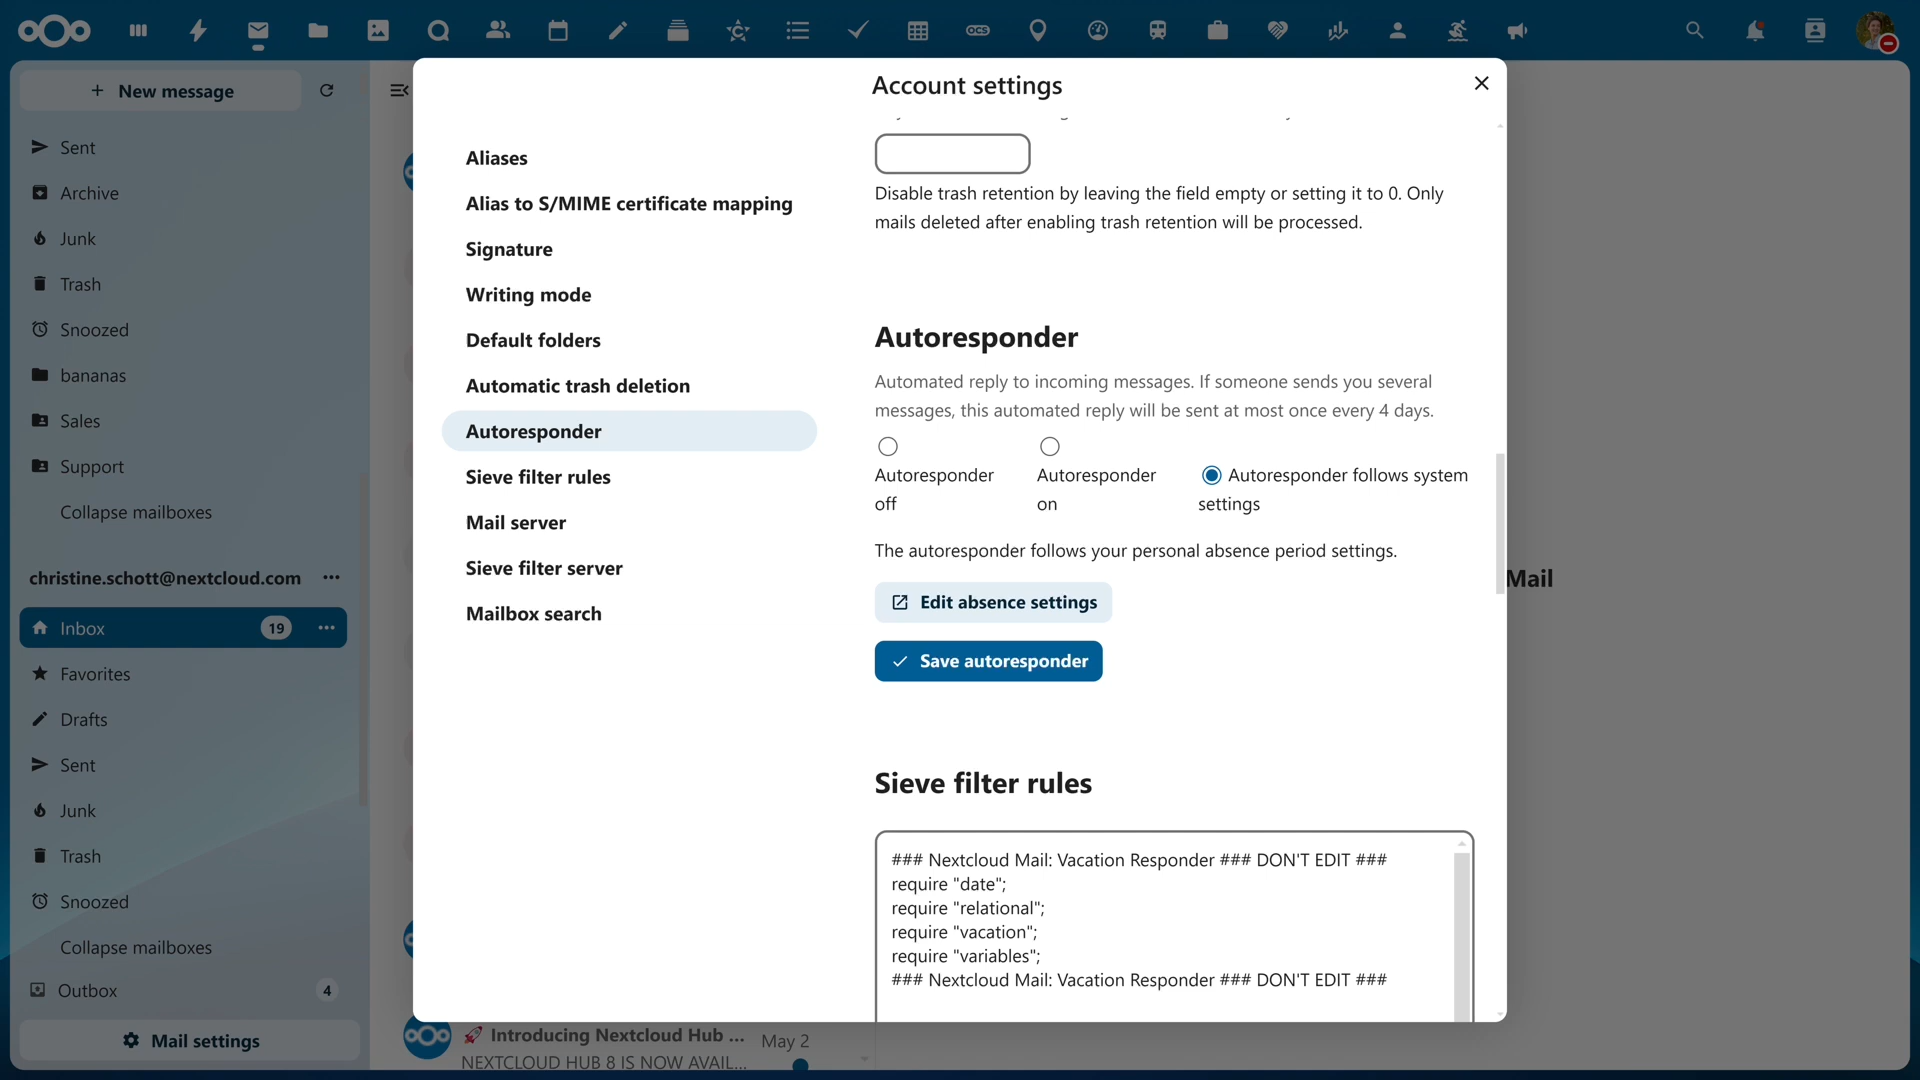 OCS
New message
Sent
Archive
Junk
Trash
Snoozed
bananas
Sales
Support
Collapse mailboxes
christine.schott@nextcloud.com
Inbox 19
Favorites
Drafts
Sent
Junk
Trash
Snoozed
Collapse mailboxes
Outbox 4
Mail settings
Account settings
Aliases
Alias to S/MIME certificate mapping
Signature
Writing mode
Default folders
Automatic trash deletion
Autoresponder
Sieve filter rules
Mail server
Sieve filter server
Mailbox search
Disable trash retention by leaving the field empty or setting it to 0. Only
mails deleted after enabling trash retention will be processed.
Autoresponder
Automated reply to incoming messages. If someone sends you several
messages, this automated reply will be sent at most once every 4 days.
Autoresponder
off
Autoresponder
on
Autoresponder follows system
settings
The autoresponder follows your personal absence period settings.
Edit absence settings
Save autoresponder
Sieve filter rules
### Nextcloud Mail: Vacation Responder ### DON'T EDIT ###
require "date";
require "relational";
require "vacation";
require "variables";
### Nextcloud Mail: Vacation Responder ### DON'T EDIT ###
Mail
🚀 Introducing Nextcloud Hub ... May 2
NEXTCLOUD HUB 8 IS NOW AVAIL...